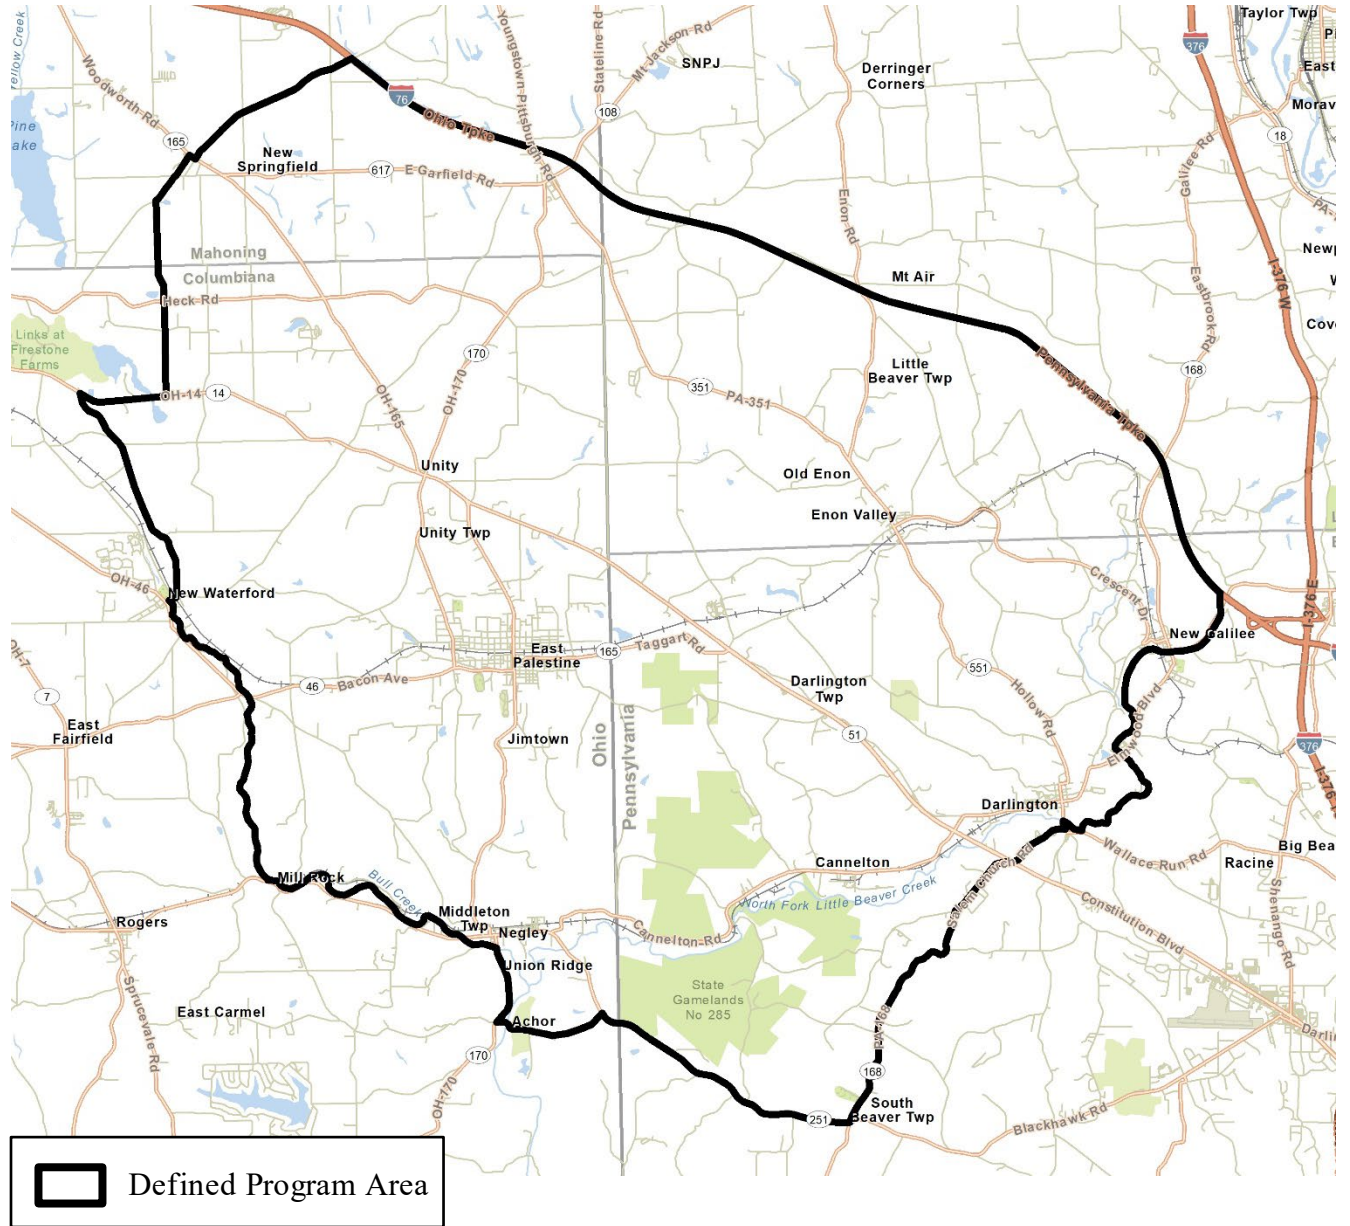 Taylor Twp
376
Woodworth Rd
Youngstown-Pittsburgh Rd
Stateline Rd
Mt Jackson Rd
SNPJ
Derringer
Corners
East
Morav
76
108
Ohio Tpke
18
Galilee Rd
165
New
Springfield
617
E Garfield Rd
Enon Rd
Mahoning
Columbiana
Mt Air
Eastbrook Rd
I-376 W
Newp
Heck Rd
Cove
Links at
Firestone
Farms
170
OH-170
Little
Beaver Twp
Pennsylvania Tpke
168
OH-14
14
OH-165
351
PA-351
Unity
Old Enon
Enon Valley
Unity Twp
OH-46
New Waterford
Crescent Dr
I-376 E
New Galilee
East
Palestine
165
Taggart Rd
46
Bacon Ave
551
Hollow Rd
Darlington
Twp
OH-7
7
East
Fairfield
Jimtown
Ohio
Pennsylvania
51
Elmwood Blvd
376
Darlington
Mill Rock
Bull Creek
Cannelton
North Fork Little Beaver Creek
Salem Church Rd
Wallace Run Rd
Racine
Big Bea
Shenango Rd
Constitution Blvd
Rogers
Middleton
Twp
Negley
Cannelton Rd
Union Ridge
Sprucevale Rd
East Carmel
Achor
State
Gamelands
No 285
PA-168
170
OH-170
168
251
South
Beaver Twp
Blackhawk Rd
Defined Program Area